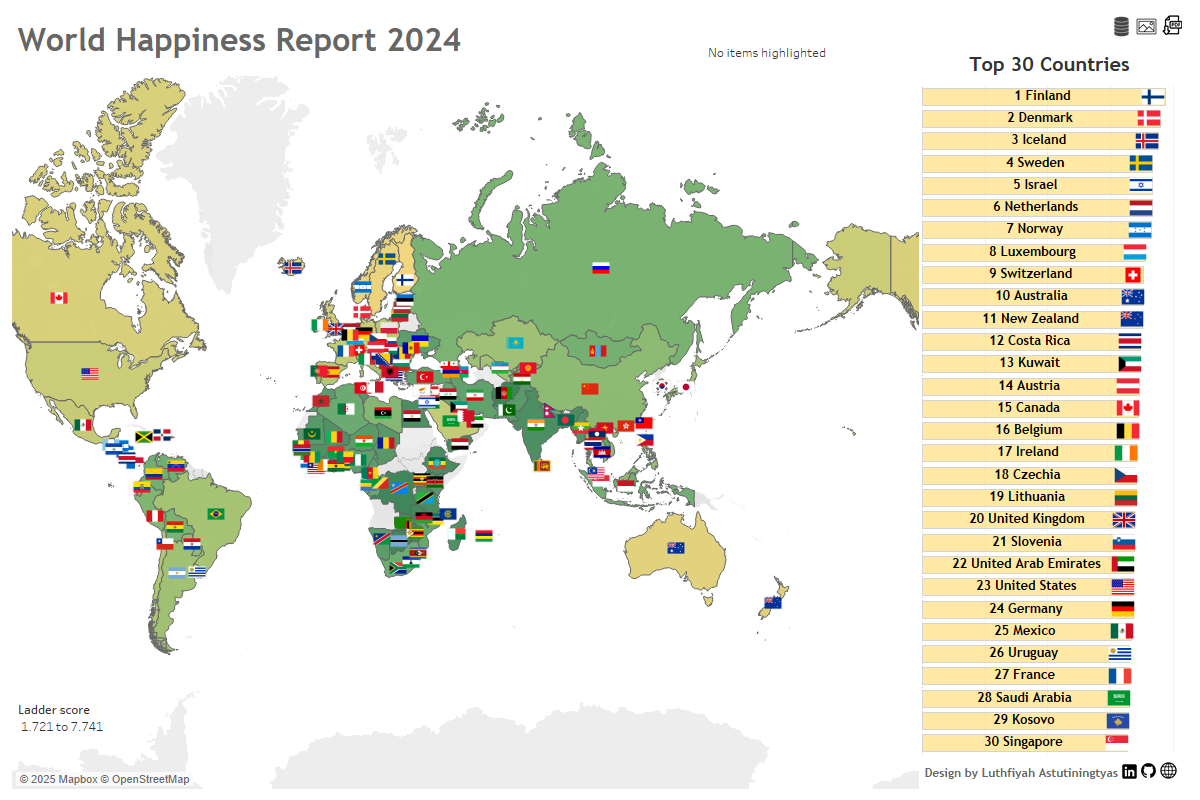 World Happiness Report 2024
No items highlighted
Top 30 Countries
1 Finland
2 Denmark
3 Iceland
4 Sweden
5 Israel
6 Netherlands
7 Norway
8 Luxembourg
9 Switzerland
10 Australia
11 New Zealand
12 Costa Rica
13 Kuwait
14 Austria
15 Canada
16 Belgium
17 Ireland
18 Czechia
19 Lithuania
20 United Kingdom
21 Slovenia
22 United Arab Emirates
23 United States
24 Germany
25 Mexico
26 Uruguay
27 France
28 Saudi Arabia
29 Kosovo
30 Singapore
Ladder score
1.721 to 7.741
© 2025 Mapbox © OpenStreetMap
Design by Luthfiyah Astutiningtyas